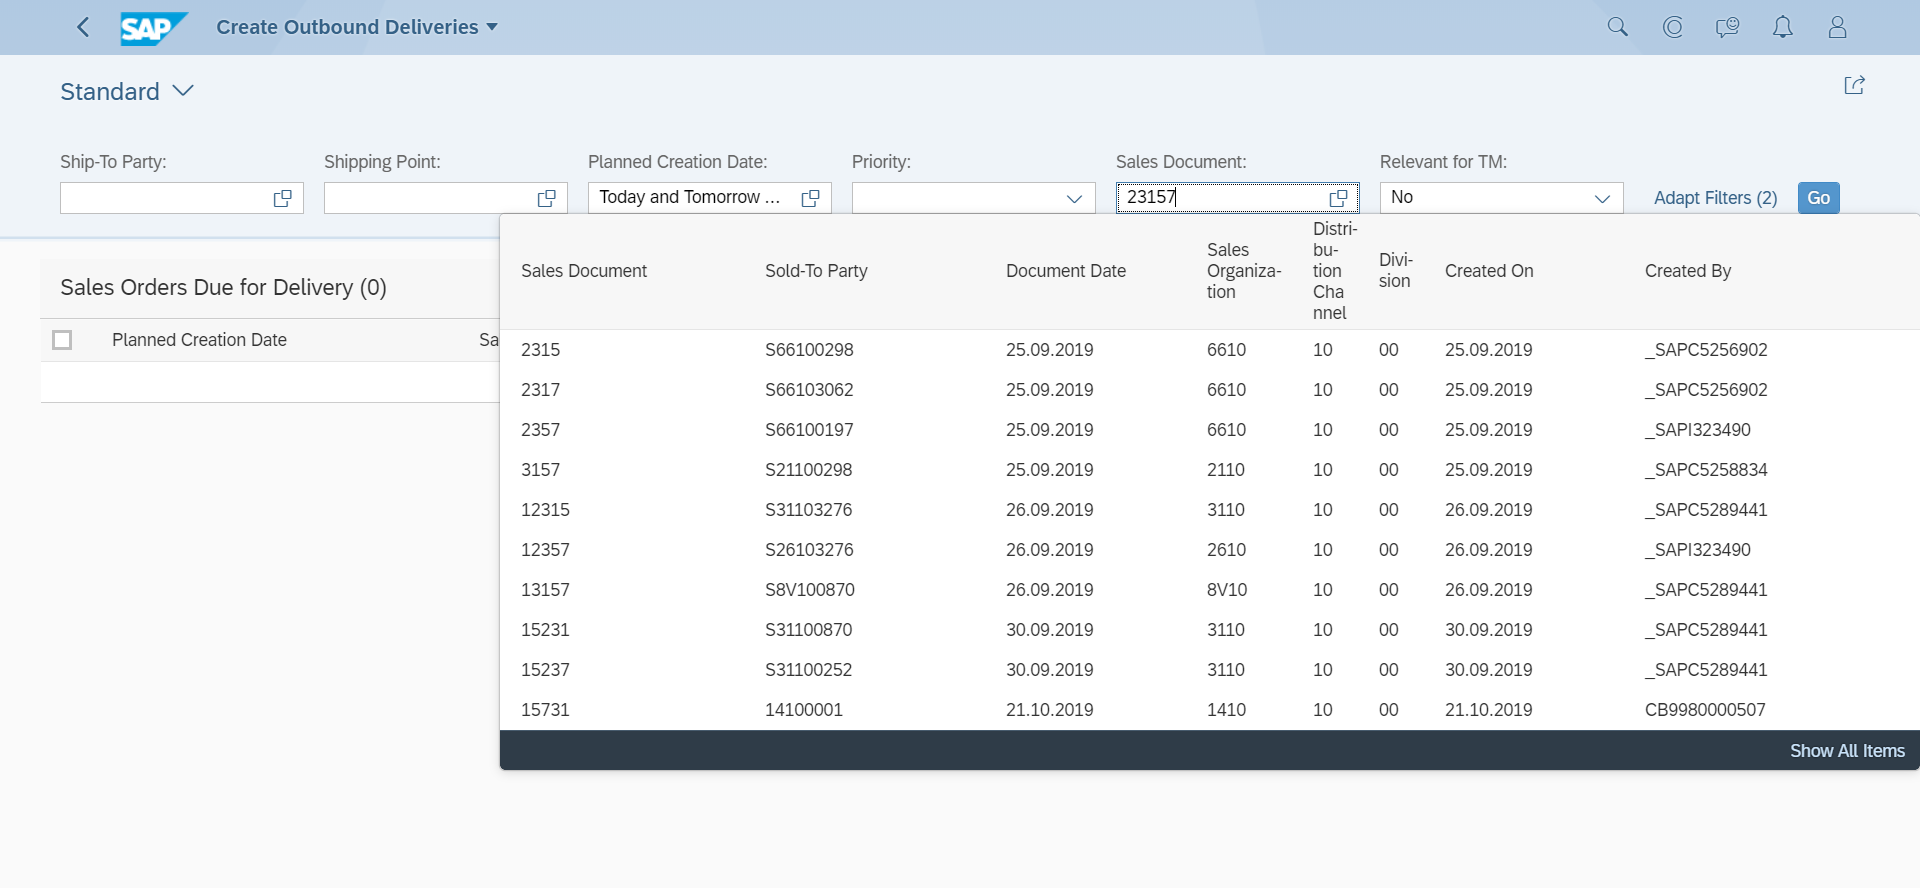 SAP Create Outbound Deliveries
Standard
Ship-To Party: Shipping Point: Planned Creation Date: Priority: Sales Document: Relevant for TM:
Today and Tomorrow ... 23157 No Adapt Filters (2) Go
Sales Orders Due for Delivery (0)
Planned Creation Date Sa
Sales Document Sold-To Party Document Date Sales Organiza-tion Distri-bu-tion Cha nnel Divi-sion Created On Created By
2315 S66100298 25.09.2019 6610 10 00 25.09.2019 _SAPC5256902
2317 S66103062 25.09.2019 6610 10 00 25.09.2019 _SAPC5256902
2357 S66100197 25.09.2019 6610 10 00 25.09.2019 _SAPI323490
3157 S21100298 25.09.2019 2110 10 00 25.09.2019 _SAPC5258834
12315 S31103276 26.09.2019 3110 10 00 26.09.2019 _SAPC5289441
12357 S26103276 26.09.2019 2610 10 00 26.09.2019 _SAPI323490
13157 S8V100870 26.09.2019 8V10 10 00 26.09.2019 _SAPC5289441
15231 S31100870 30.09.2019 3110 10 00 30.09.2019 _SAPC5289441
15237 S31100252 30.09.2019 3110 10 00 30.09.2019 _SAPC5289441
15731 14100001 21.10.2019 1410 10 00 21.10.2019 CB9980000507
Show All Items